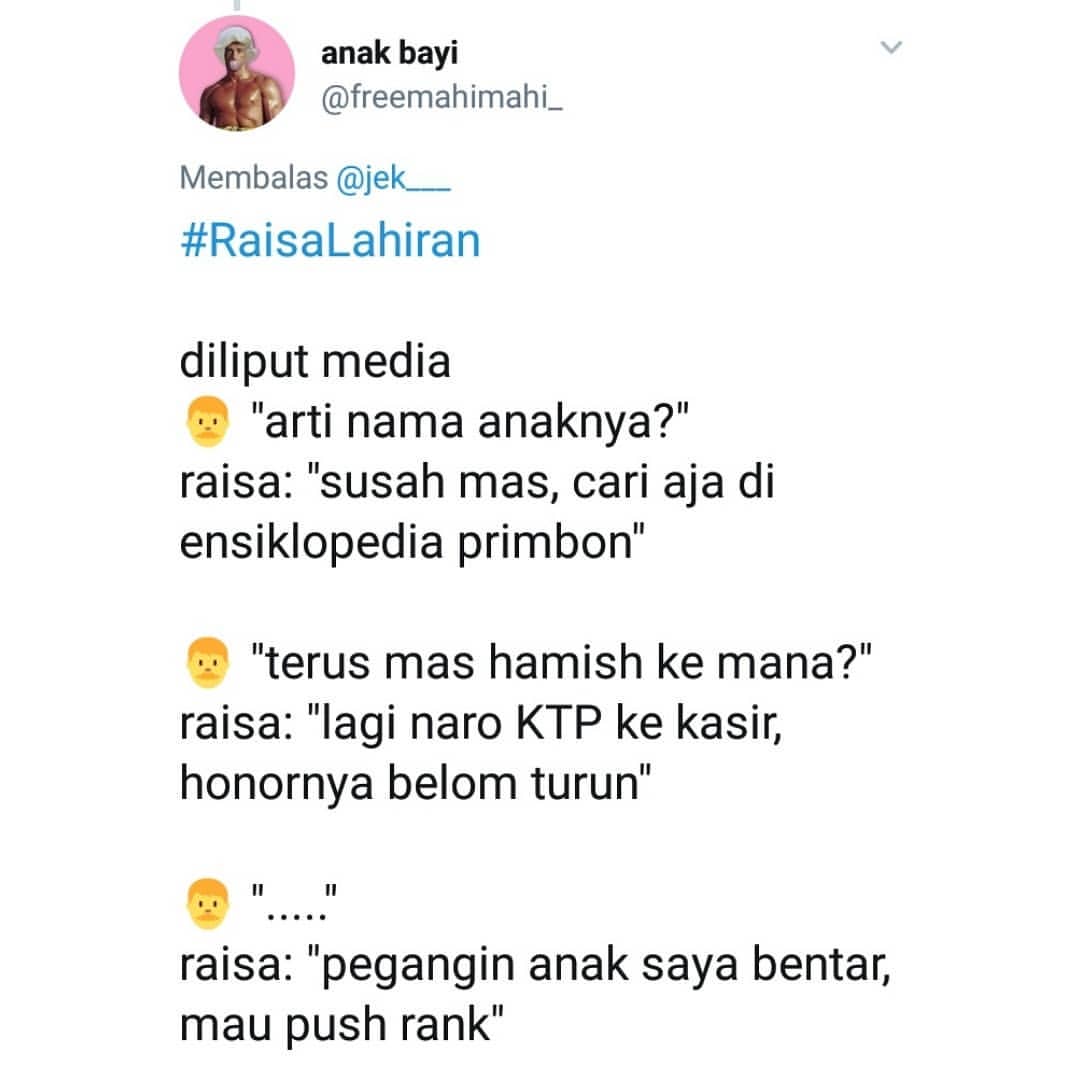 anak bayi
@freemahimahi_
Membalas @jek___
#RaisaLahiran
diliput media
👨 "arti nama anaknya?"
raisa: "susah mas, cari aja di
ensiklopedia primbon"
👨 "terus mas hamish ke mana?"
raisa: "lagi naro KTP ke kasir,
honornya belom turun"
👨 "....."
raisa: "pegangin anak saya bentar,
mau push rank"